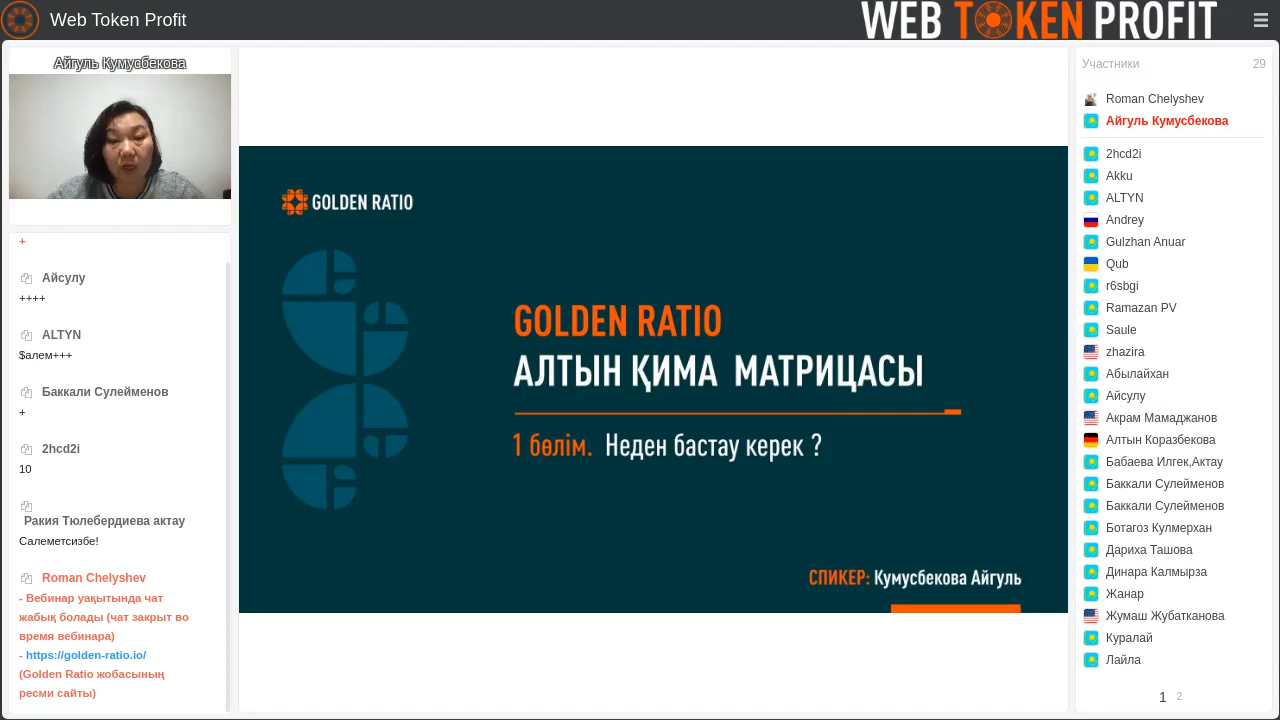 Web Token Profit
WEB TOKEN PROFIT
Айгуль Кумусбекова
+
Айсулу
++++
ALTYN
$алем+++
Баккали Сулейменов
+
2hcd2i
10
Ракия Тюлебердиева актау
Салеметсизбе!
Roman Chelyshev
- Вебинар уақытында чат
жабық болады (чат закрыт во
время вебинара)
- https://golden-ratio.io/
(Golden Ratio жобасының
ресми сайты)
GOLDEN RATIO
GOLDEN RATIO
АЛТЫН ҚИМА МАТРИЦАСЫ
1 бөлім. Неден бастау керек ?
СПИКЕР: Кумусбекова Айгуль
Участники 29
Roman Chelyshev
Айгуль Кумусбекова
2hcd2i
Akku
ALTYN
Andrey
Gulzhan Anuar
Qub
r6sbgi
Ramazan PV
Saule
zhazira
Абылайхан
Айсулу
Акрам Мамаджанов
Алтын Коразбекова
Бабаева Илгек,Актау
Баккали Сулейменов
Баккали Сулейменов
Ботагоз Кулмерхан
Дариха Ташова
Динара Калмырза
Жанар
Жумаш Жубатканова
Куралай
Лайла
1 2